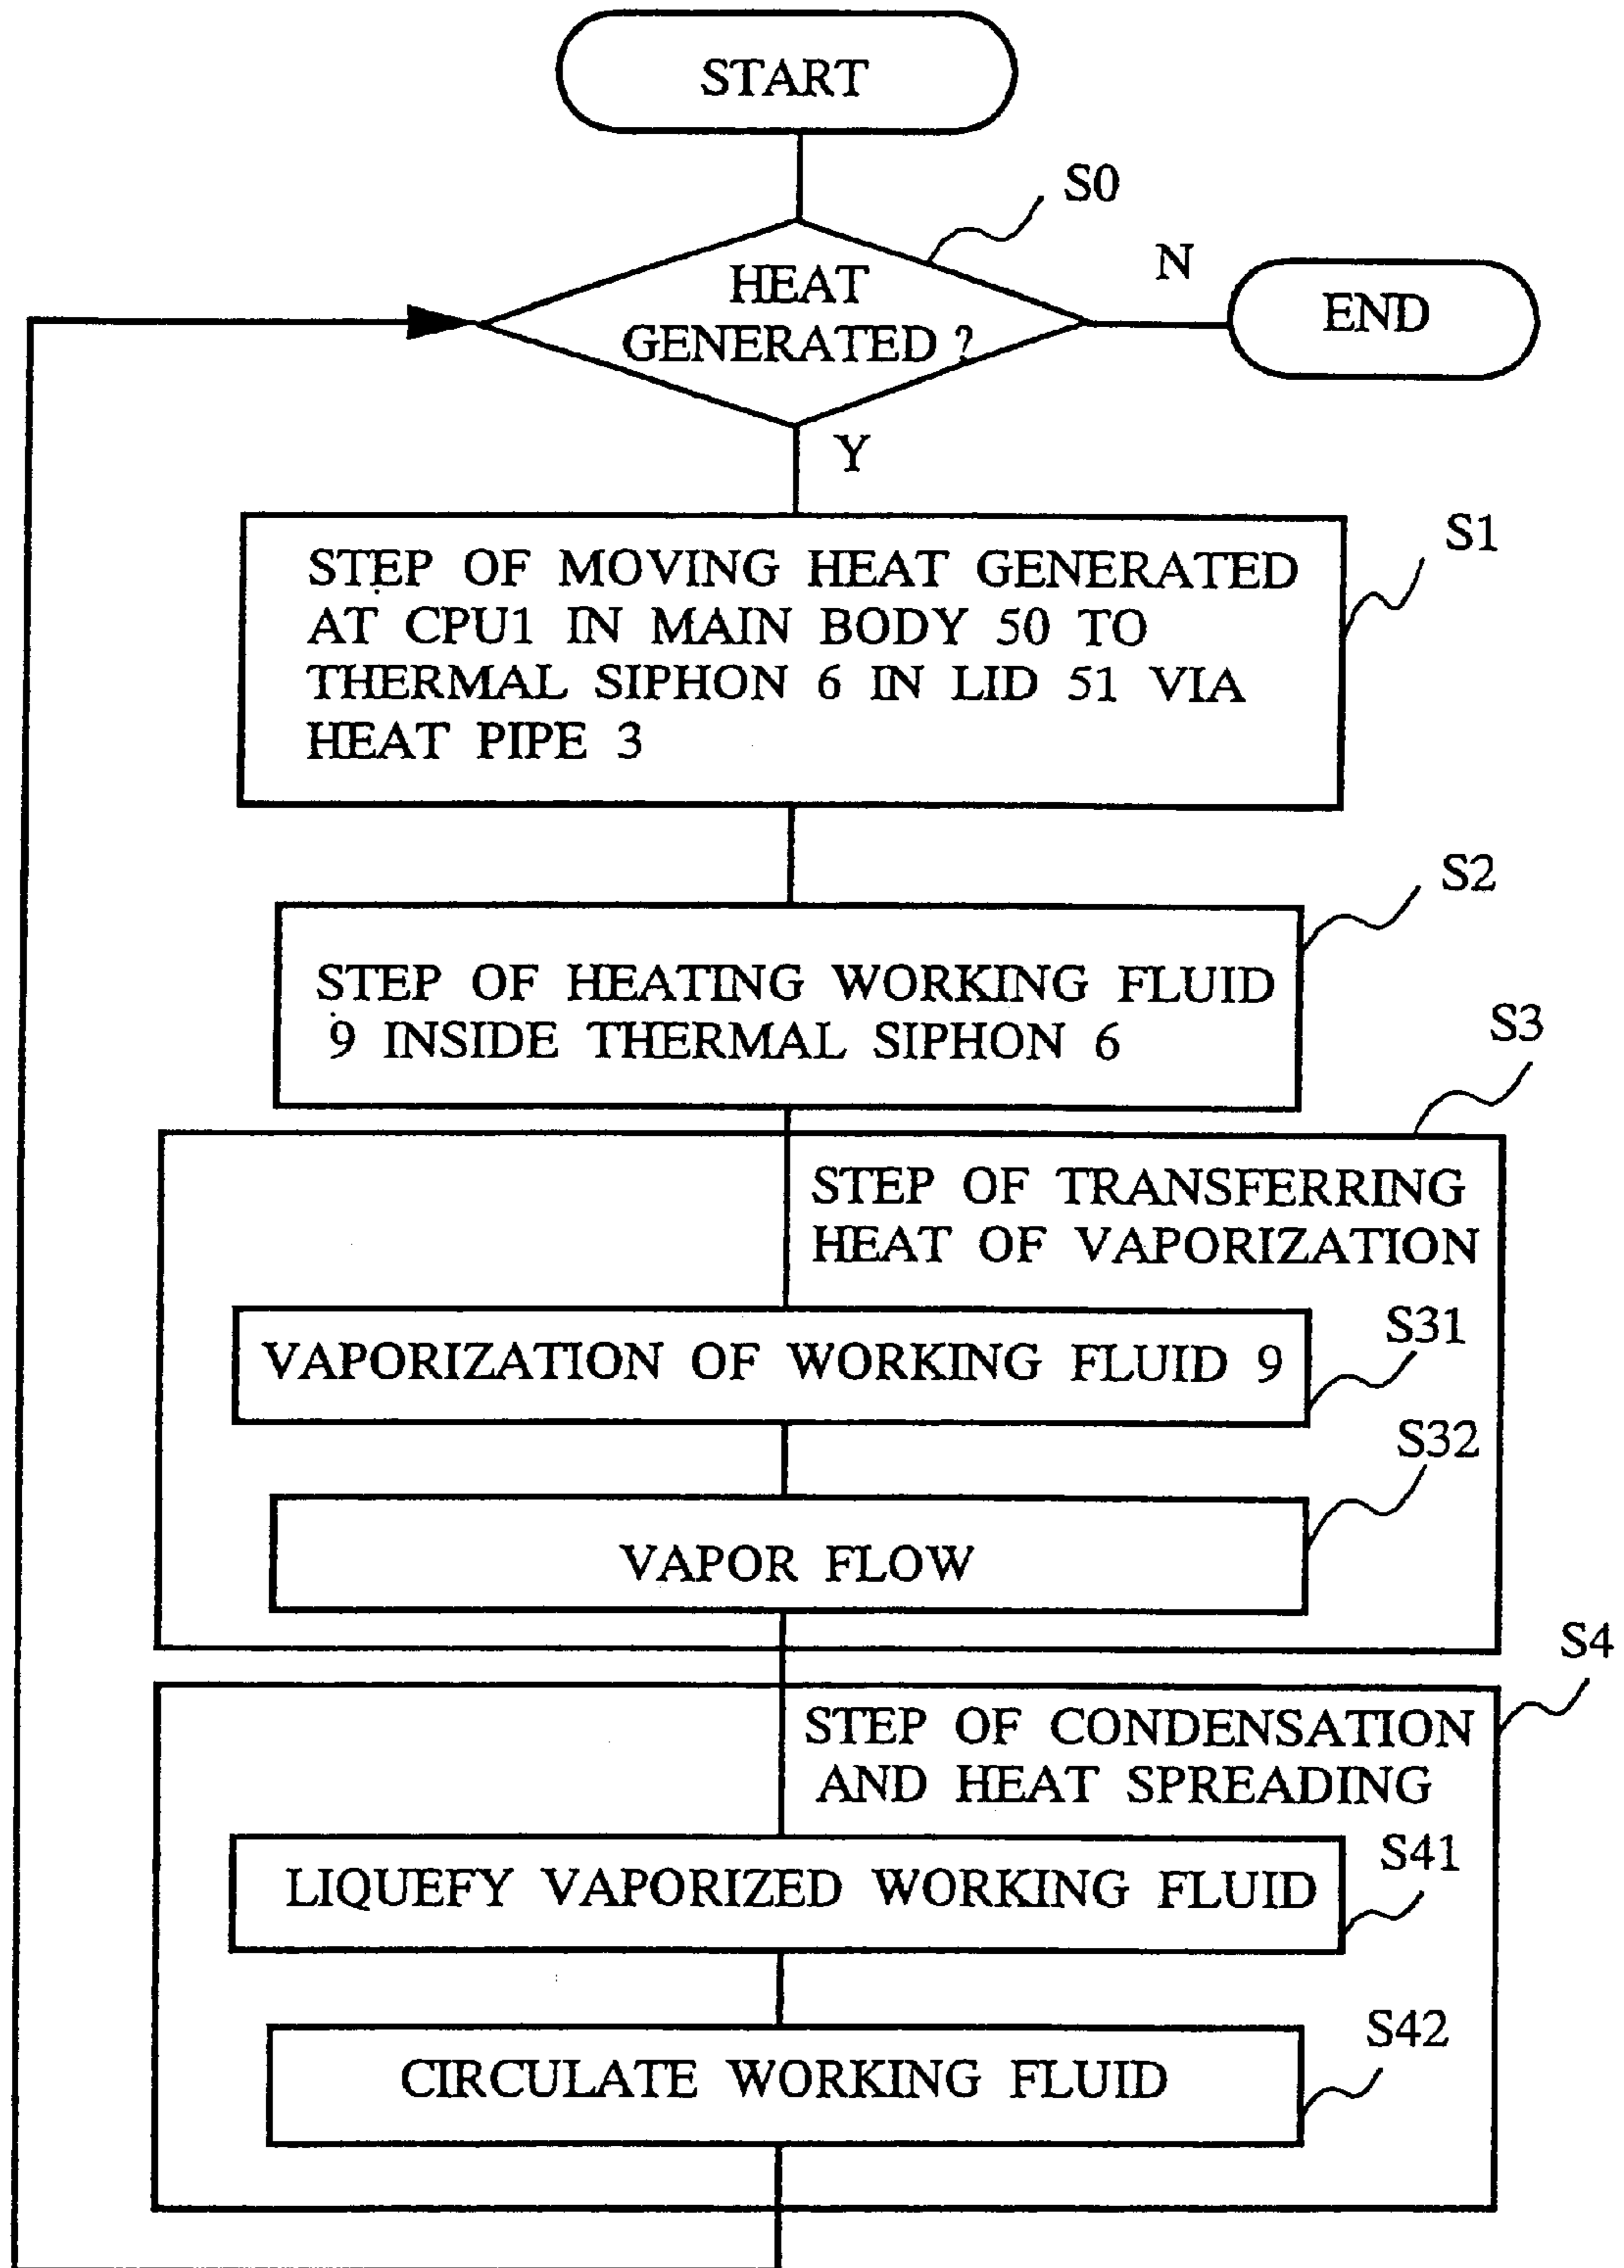 START
S0
HEAT
GENERATED ?
N
END
Y
S1
STEP OF MOVING HEAT GENERATED
AT CPU1 IN MAIN BODY 50 TO
THERMAL SIPHON 6 IN LID 51 VIA
HEAT PIPE 3
S2
STEP OF HEATING WORKING FLUID
9 INSIDE THERMAL SIPHON 6
S3
STEP OF TRANSFERRING
HEAT OF VAPORIZATION
S31
VAPORIZATION OF WORKING FLUID 9
S32
VAPOR FLOW
S4
STEP OF CONDENSATION
AND HEAT SPREADING
S41
LIQUEFY VAPORIZED WORKING FLUID
S42
CIRCULATE WORKING FLUID